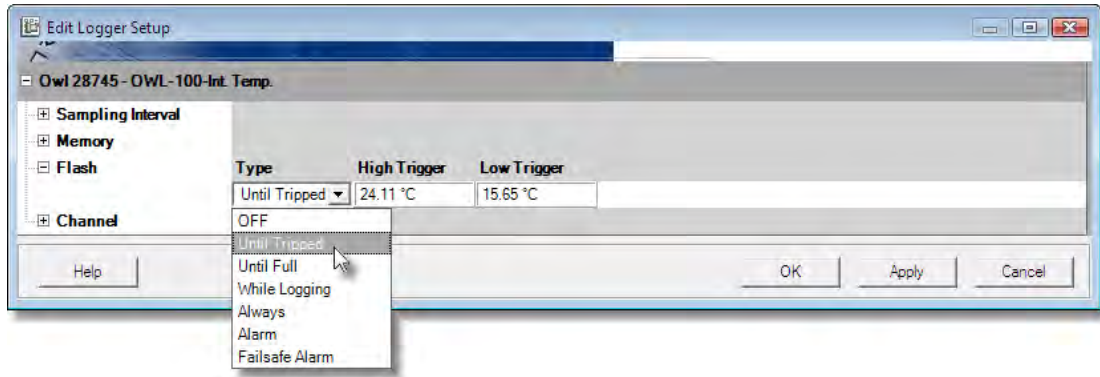 Edit Logger Setup
Owl 28745 - OWL-100-Int. Temp.
Sampling Interval
Memory
Flash Type High Trigger Low Trigger
Until Tripped 24.11 °C 15.65 °C
Channel
OFF
Until Tripped
Until Full
While Logging
Always
Alarm
Failsafe Alarm
Help OK Apply Cancel